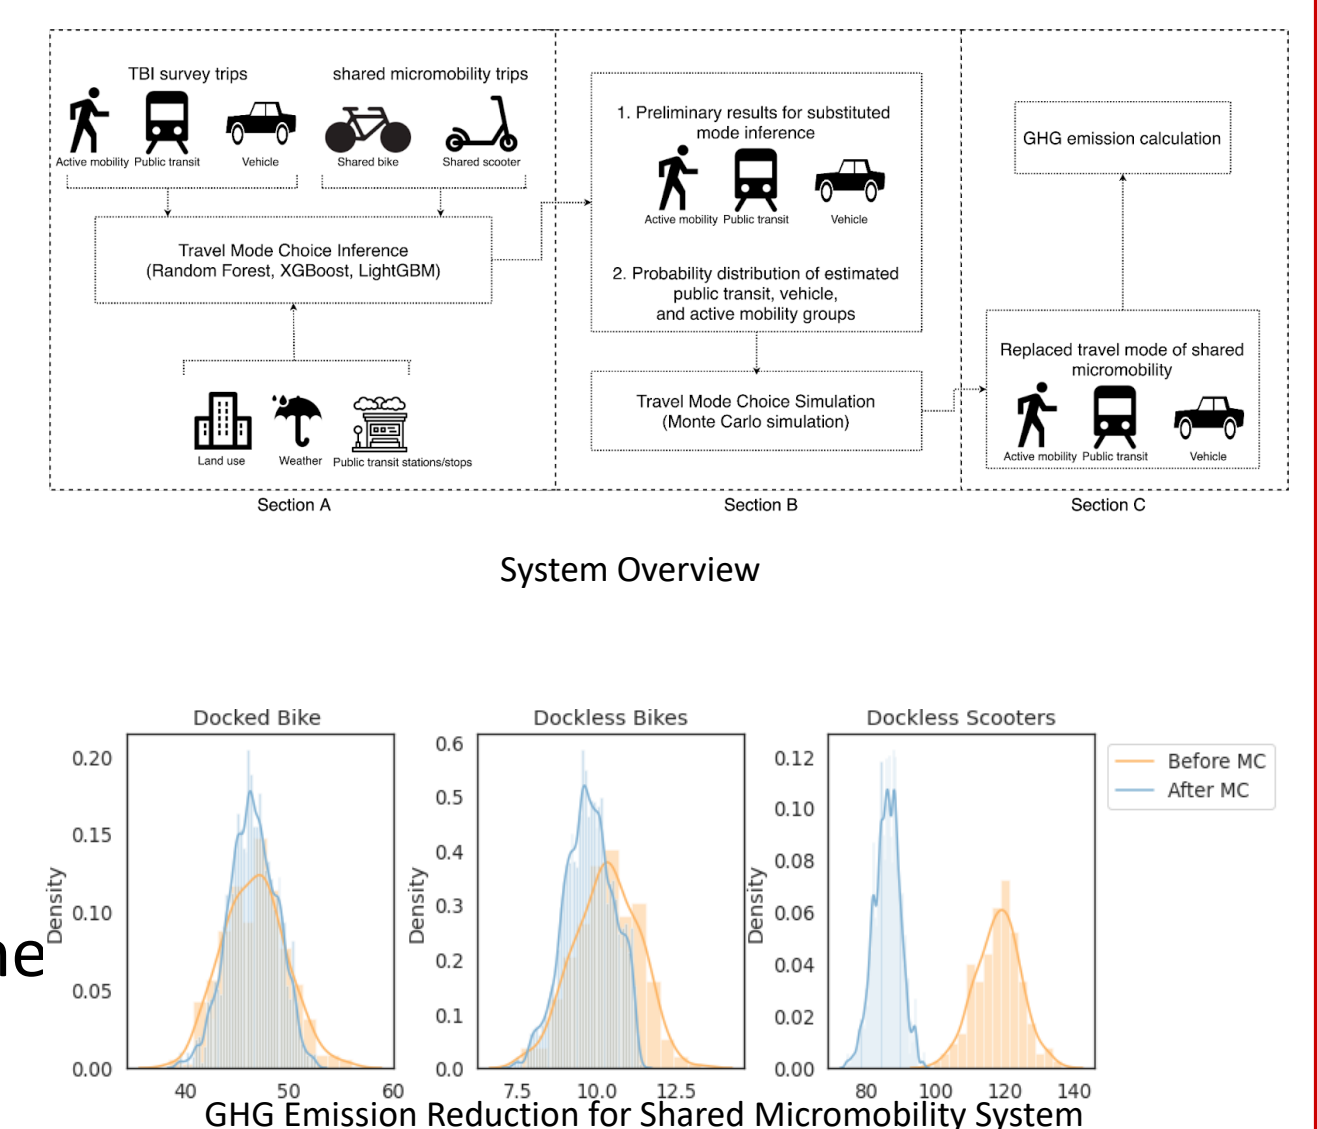 TBI survey trips
shared micromobility trips
Active mobility
Public transit
Vehicle
Shared bike
Shared scooter
Travel Mode Choice Inference
(Random Forest, XGBoost, LightGBM)
Land use
Weather
Public transit stations/stops
Section A
1. Preliminary results for substituted
mode inference
Active mobility
Public transit
Vehicle
2. Probability distribution of estimated
public transit, vehicle,
and active mobility groups
Travel Mode Choice Simulation
(Monte Carlo simulation)
Section B
GHG emission calculation
Replaced travel mode of shared
micromobility
Active mobility
Public transit
Vehicle
Section C
System Overview
ne
Docked Bike
Density
0.20
0.15
0.10
0.05
0.00
40
50
60
Dockless Bikes
Density
0.6
0.5
0.4
0.3
0.2
0.1
0.0
7.5
10.0
12.5
Dockless Scooters
Density
0.12
0.10
0.08
0.06
0.04
0.02
0.00
80
100
120
140
Before MC
After MC
GHG Emission Reduction for Shared Micromobility System